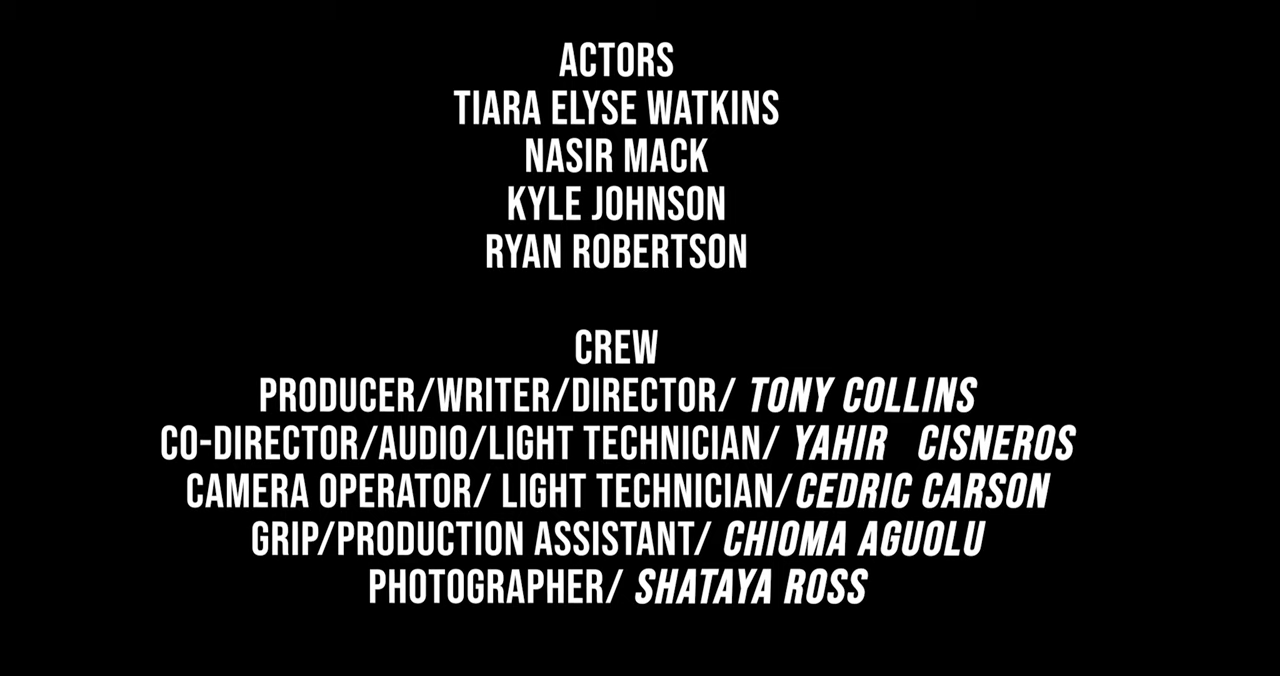 ACTORS
TIARA ELYSE WATKINS
NASIR MACK
KYLE JOHNSON
RYAN ROBERTSON
CREW
PRODUCER/WRITER/DIRECTOR/ TONY COLLINS
CO-DIRECTOR/AUDIO/LIGHT TECHNICIAN/ YAHIR CISNEROS
CAMERA OPERATOR/ LIGHT TECHNICIAN/CEDRIC CARSON
GRIP/PRODUCTION ASSISTANT/ CHIOMA AGUOLU
PHOTOGRAPHER/ SHATAYA ROSS